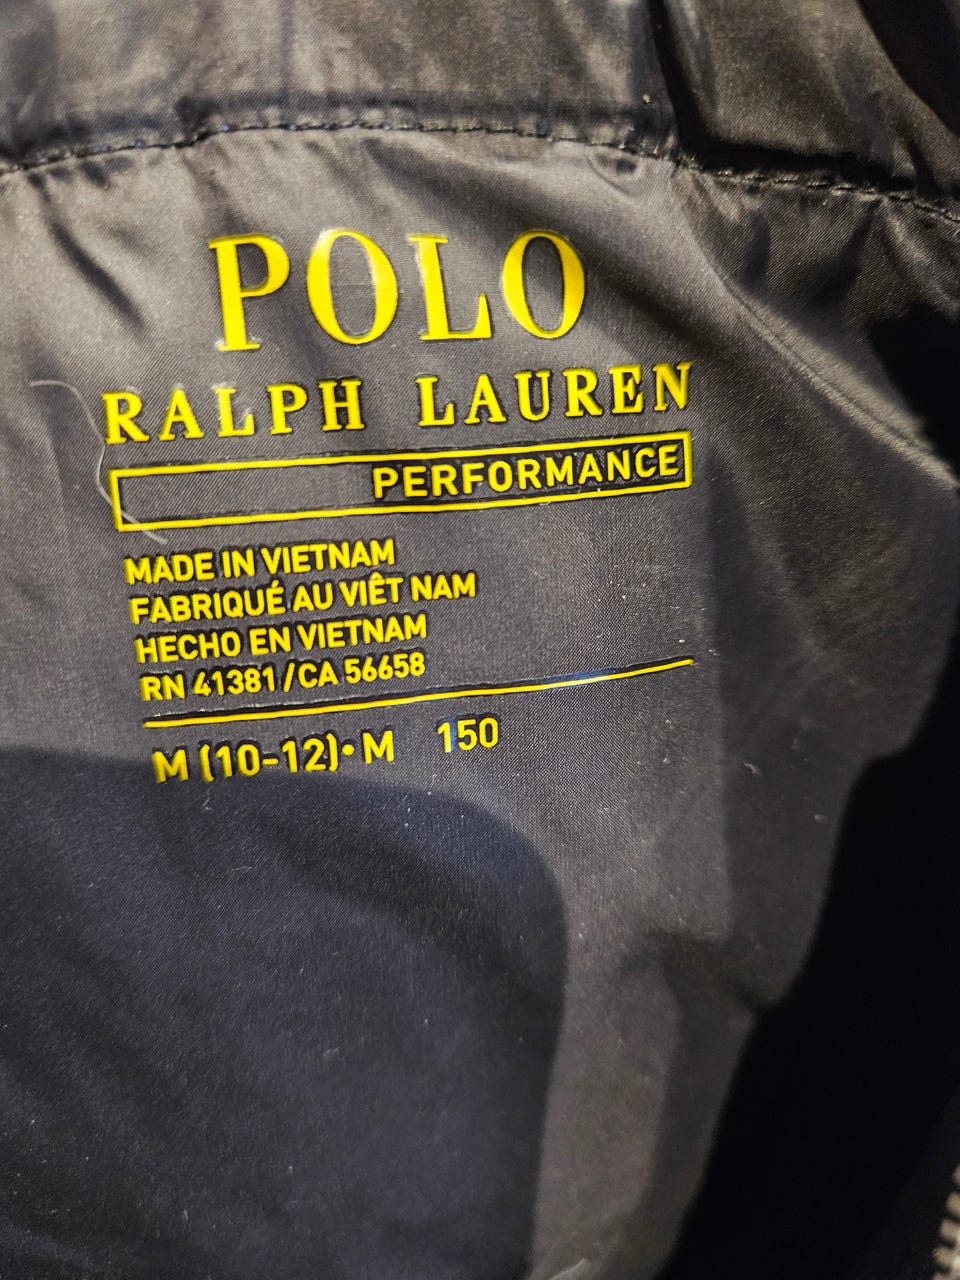 POLO
RALPH LAUREN
PERFORMANCE
MADE IN VIETNAM
FABRIQUÉ AU VIÊT NAM
HECHO EN VIETNAM
RN 41381/CA 56658
M (10-12)•M 150